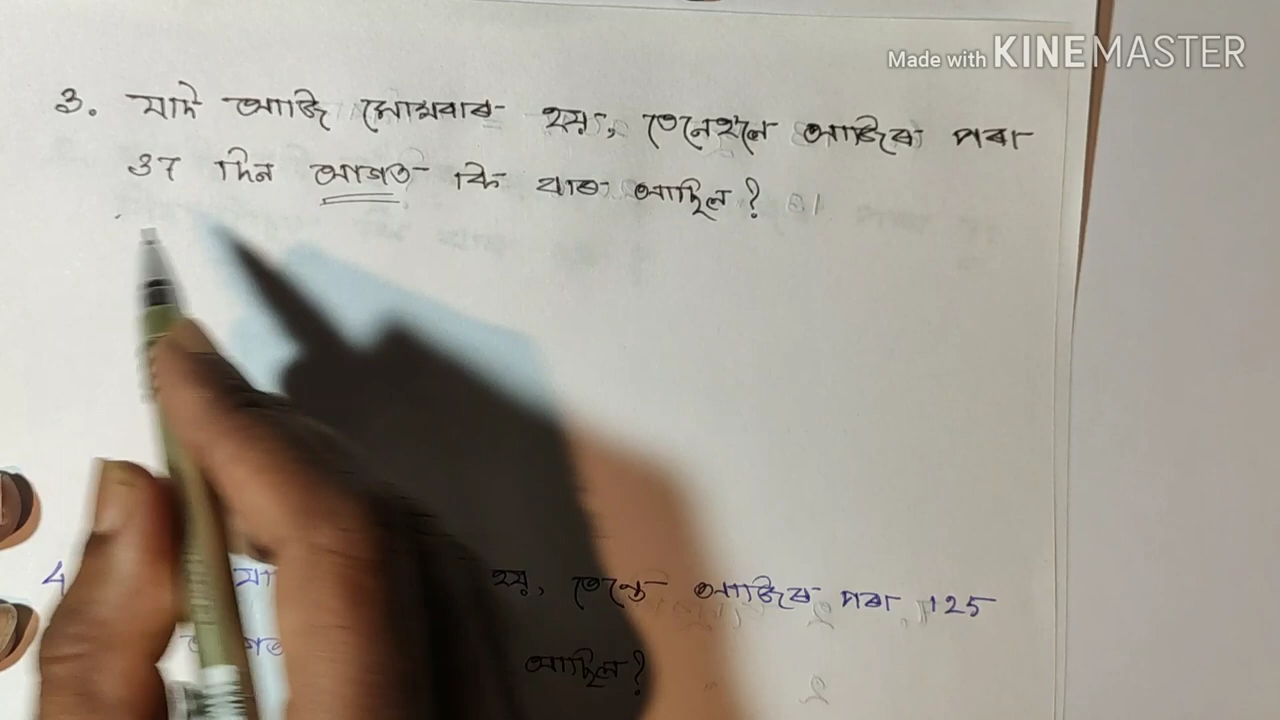 Made with KINEMASTER
3. যদি আজি সোমবাৰ হয়, তেনেহলে আজিৰ পৰা
37 দিন আগত কি বাৰ আছিল?
4 যা হয়, তেন্তে আজিৰ পৰা 125
আছিল?